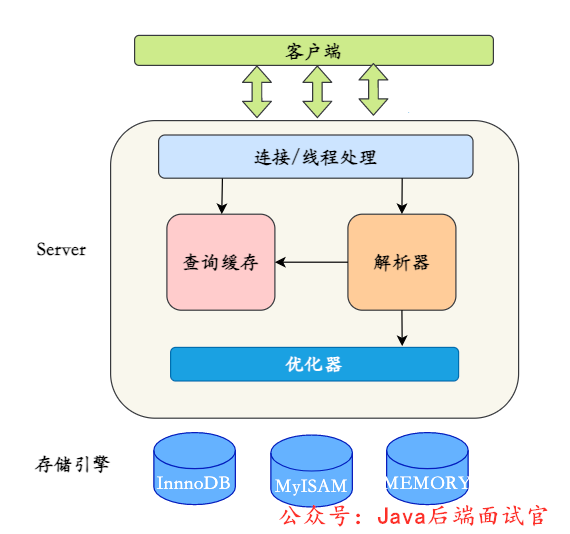 客户端
连接/线程处理
查询缓存
解析器
Server
优化器
存储引擎
InnnoDB
MyISAM
MEMORY
公众号：Java后端面试官